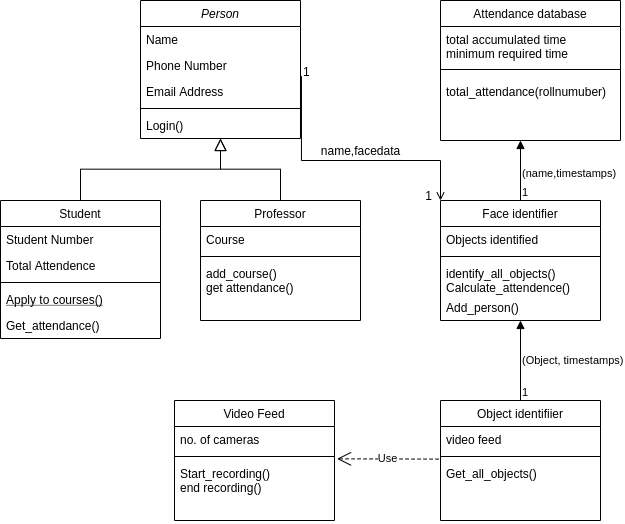 Person
Name
Phone Number
Email Address
Login()
Attendance database
total accumulated time
minimum required time
total_attendance(rollnumuber)
1
name,facedata
1
(name,timestamps)
1
Student
Student Number
Total Attendence
Apply to courses()
Get_attendance()
Professor
Course
add_course()
get attendance()
Face identifier
Objects identified
identify_all_objects()
Calculate_attendence()
Add_person()
(Object, timestamps)
1
Video Feed
no. of cameras
Start_recording()
end recording()
Use
Object identifiier
video feed
Get_all_objects()